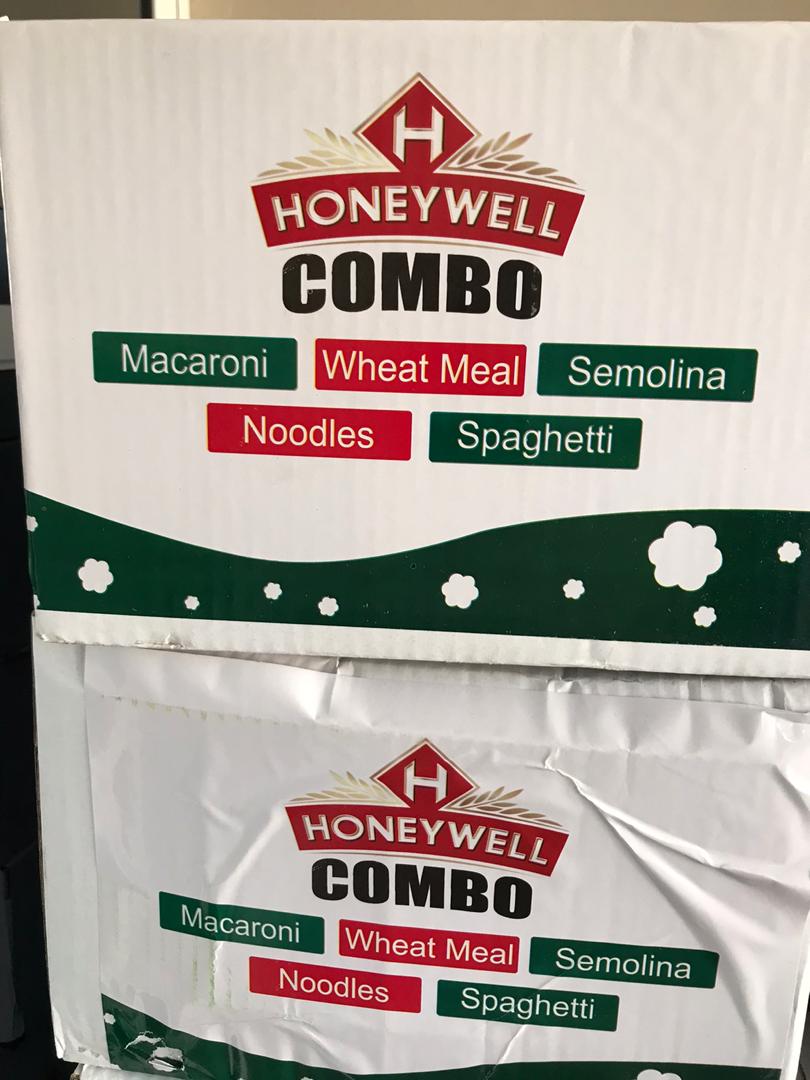 H
HONEYWELL
COMBO
Macaroni Wheat Meal Semolina
Noodles Spaghetti
H
HONEYWELL
COMBO
Macaroni Wheat Meal Semolina
Noodles Spaghetti